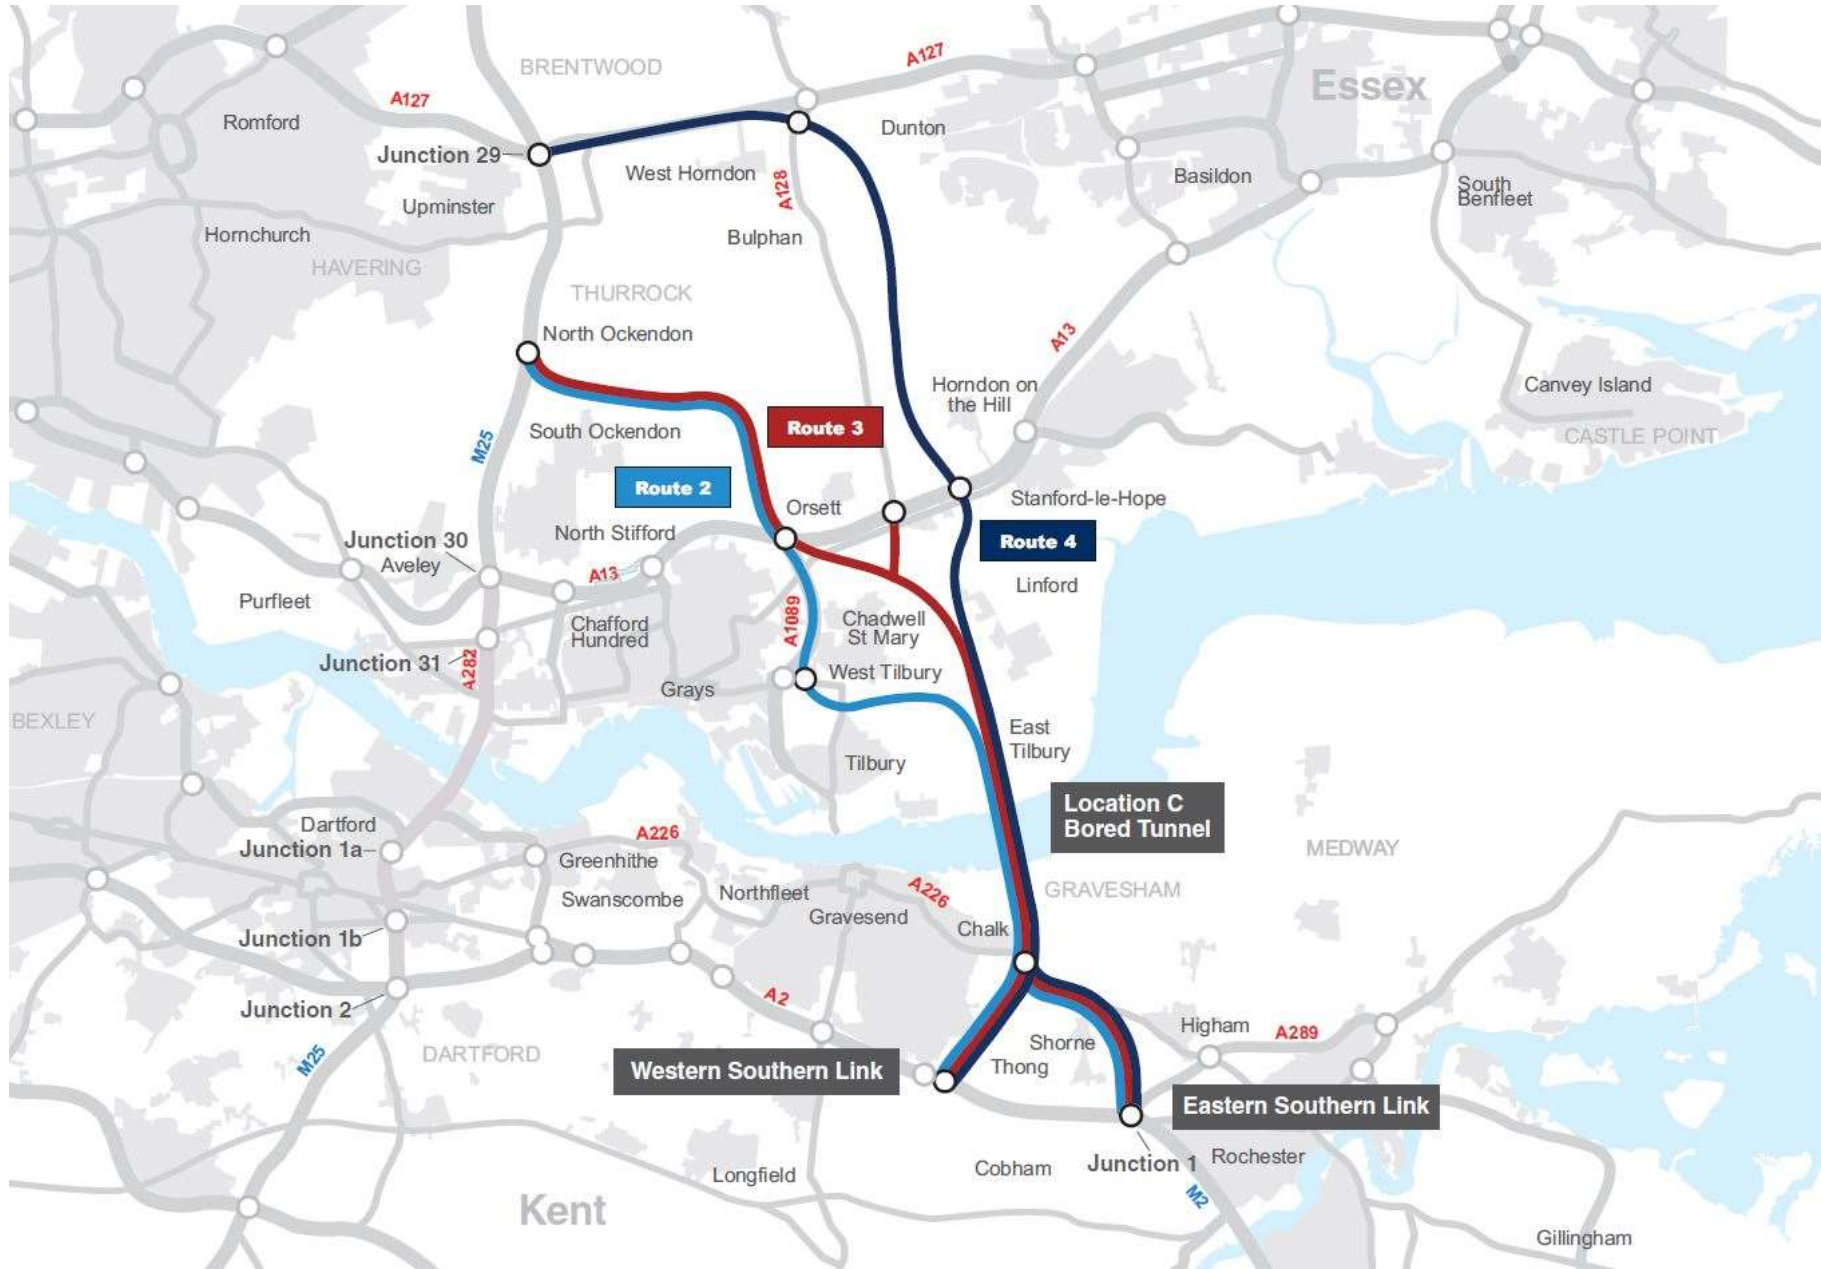 BRENTWOOD
A127
Essex
A127
Romford
Dunton
Junction 29
West Horndon
A128
Basildon
South
Benfleet
Upminster
Hornchurch
Bulphan
HAVERING
THURROCK
North Ockendon
A13
Horndon on
the Hill
Canvey Island
South Ockendon
Route 3
CASTLE POINT
M25
Route 2
Orsett
Stanford-le-Hope
North Stifford
Junction 30
Aveley
Route 4
A13
Linford
Purfleet
Chafford
Hundred
A1089
Chadwell
St Mary
Junction 31
A282
West Tilbury
Grays
BEXLEY
East
Tilbury
Tilbury
Location C
Bored Tunnel
Dartford
A226
Junction 1a
Greenhithe
MEDWAY
Swanscombe
Northfleet
A226
GRAVESHAM
Gravesend
Chalk
Junction 1b
A2
Junction 2
Higham
A289
Shorne
M25
DARTFORD
Western Southern Link
Thong
Eastern Southern Link
Longfield
Cobham
Junction 1
Rochester
M2
Kent
Gillingham